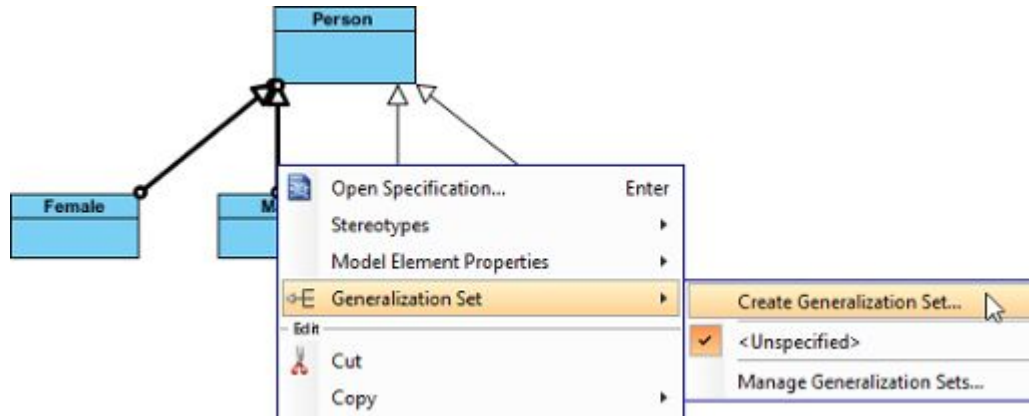 Person
Female
M
Open Specification... Enter
Stereotypes
Model Element Properties
Generalization Set
Edit
Cut
Copy
Create Generalization Set...
<Unspecified>
Manage Generalization Sets...